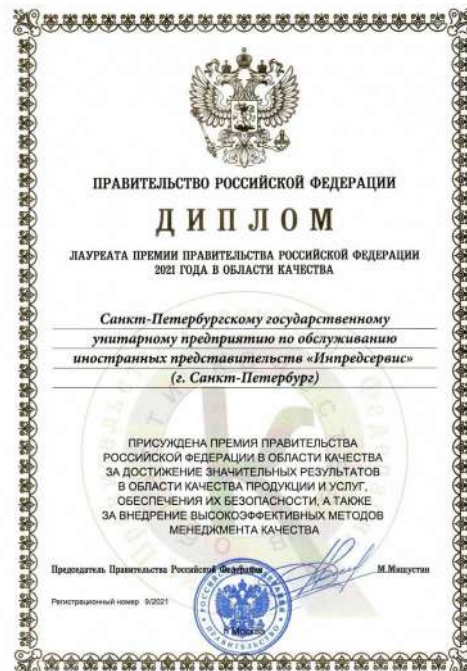 ПРАВИТЕЛЬСТВО РОССИЙСКОЙ ФЕДЕРАЦИИ
ДИПЛОМ
ЛАУРЕАТА ПРЕМИИ ПРАВИТЕЛЬСТВА РОССИЙСКОЙ ФЕДЕРАЦИИ
2021 ГОДА В ОБЛАСТИ КАЧЕСТВА
Санкт-Петербургскому государственному
унитарному предприятию по обслуживанию
иностранных представительств «Инпредсервис»
(г. Санкт-Петербург)
ПРИСУЖДЕНА ПРЕМИЯ ПРАВИТЕЛЬСТВА
РОССИЙСКОЙ ФЕДЕРАЦИИ В ОБЛАСТИ КАЧЕСТВА
ЗА ДОСТИЖЕНИЕ ЗНАЧИТЕЛЬНЫХ РЕЗУЛЬТАТОВ
В ОБЛАСТИ КАЧЕСТВА ПРОДУКЦИИ И УСЛУГ,
ОБЕСПЕЧЕНИЯ ИХ БЕЗОПАСНОСТИ, А ТАКЖЕ
ЗА ВНЕДРЕНИЕ ВЫСОКОЭФФЕКТИВНЫХ МЕТОДОВ
МЕНЕДЖМЕНТА КАЧЕСТВА
Председатель Правительства Российской Федерации М.Мишустин
Регистрационный номер 9/2021
г. Москва